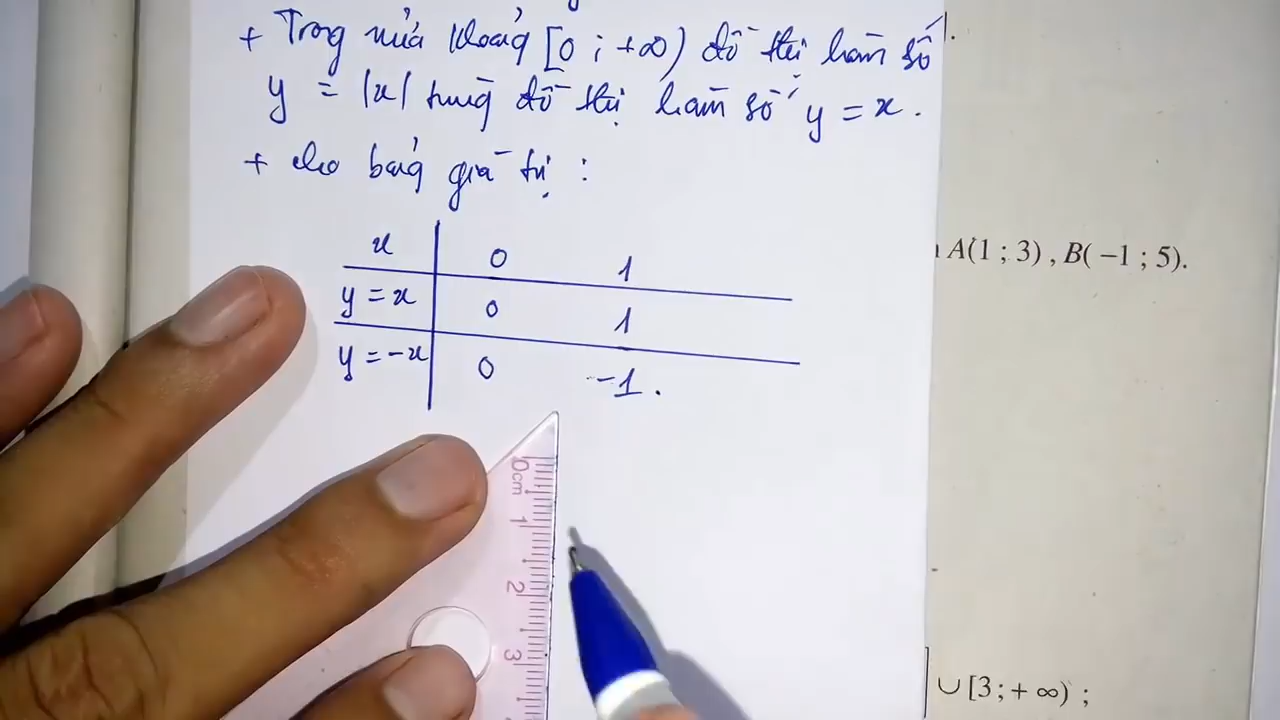 + Trong nửa khoảng [0 ; +∞) đồ thị hàm số
y = |x| trùng đồ thị hàm số y = x.
+ cho bảng giá trị :
x 0 1
y = x 0 1
y = -x 0 -1.
A(1 ; 3) , B( -1 ; 5).
0cm
1
2
3
∪ [3 ; + ∞) ;